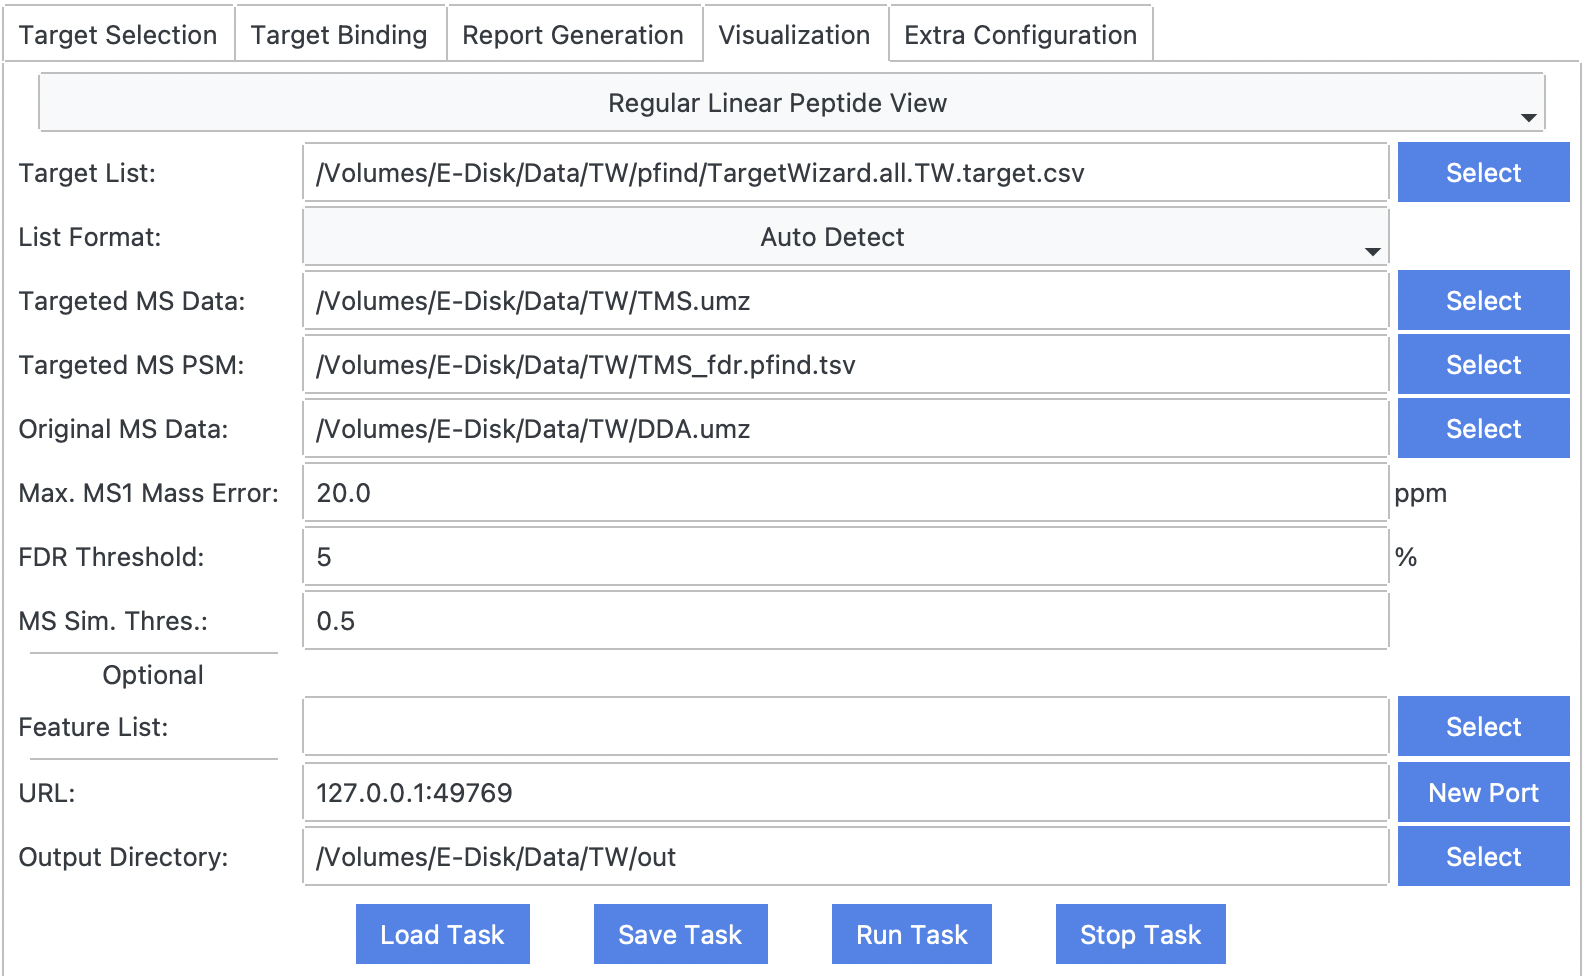 Target Selection Target Binding Report Generation Visualization Extra Configuration
Regular Linear Peptide View
Target List: /Volumes/E-Disk/Data/TW/pfind/TargetWizard.all.TW.target.csv Select
List Format: Auto Detect
Targeted MS Data: /Volumes/E-Disk/Data/TW/TMS.umz Select
Targeted MS PSM: /Volumes/E-Disk/Data/TW/TMS_fdr.pfind.tsv Select
Original MS Data: /Volumes/E-Disk/Data/TW/DDA.umz Select
Max. MS1 Mass Error: 20.0 ppm
FDR Threshold: 5 %
MS Sim. Thres.: 0.5
Optional
Feature List: Select
URL: 127.0.0.1:49769 New Port
Output Directory: /Volumes/E-Disk/Data/TW/out Select
Load Task Save Task Run Task Stop Task